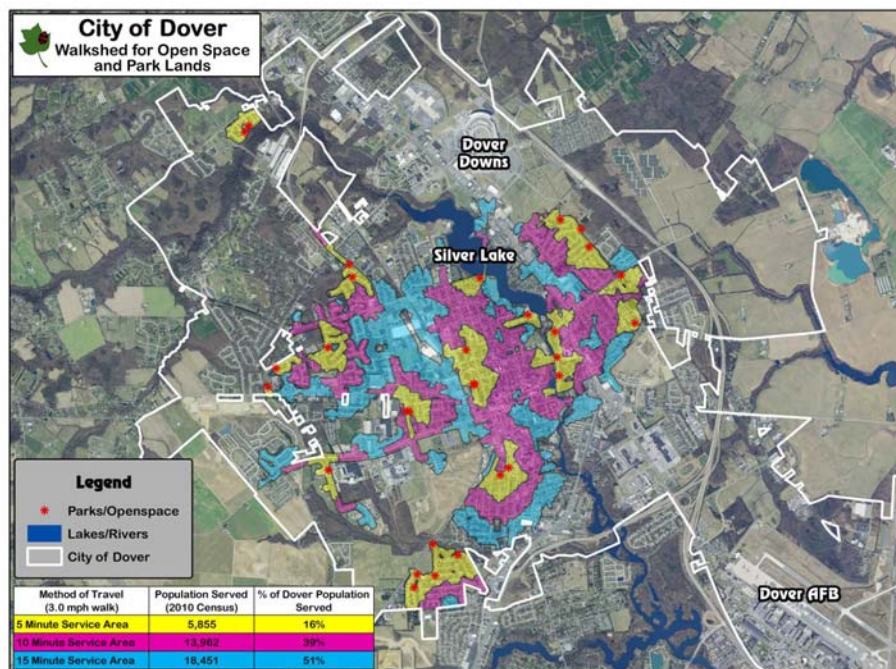 City of Dover
Walkshed for Open Space
and Park Lands
Dover
Downs
Silver Lake
Legend
Parks/Openspace
Lakes/Rivers
City of Dover
Dover AFB
Method of Travel
(3.0 mph walk)
Population Served
(2010 Census)
% of Dover Population
Served
5 Minute Service Area 5,855 16%
10 Minute Service Area 13,962 39%
15 Minute Service Area 18,451 51%